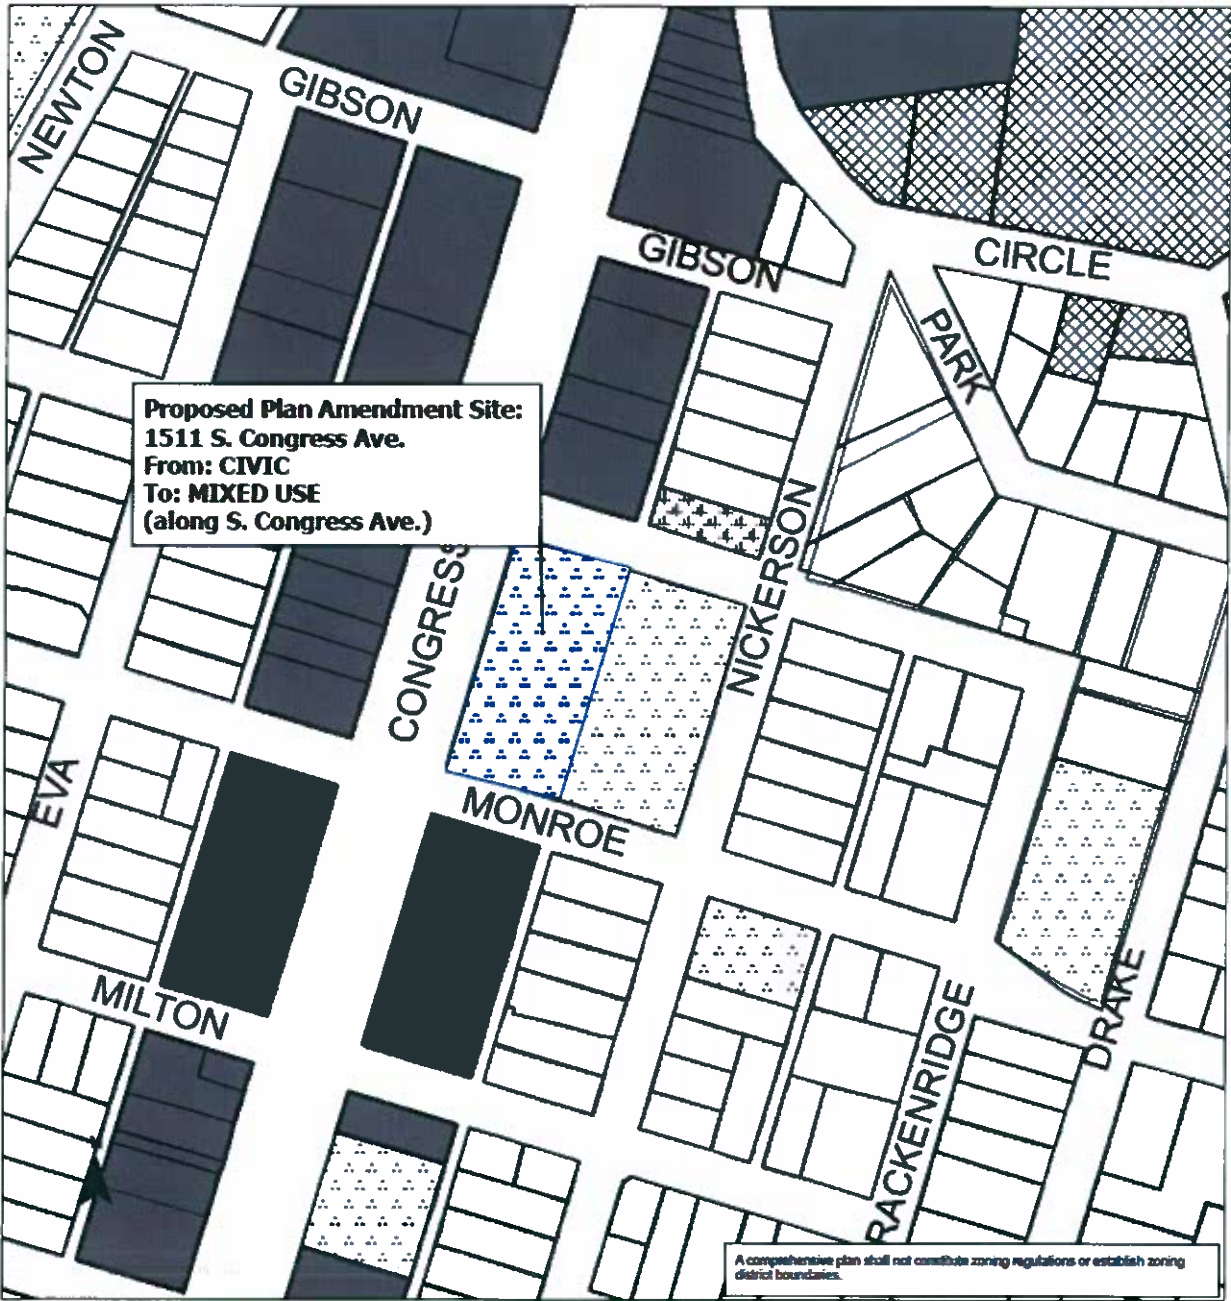 NEWTON
GIBSON
GIBSON
CIRCLE
PARK
Proposed Plan Amendment Site:
1511 S. Congress Ave.
From: CIVIC
To: MIXED USE
(along S. Congress Ave.)
CONGRESS
NICKERSON
EVA
MONROE
MILTON
DRAKE
RACKENRIDGE
A comprehensive plan shall not constitute zoning regulations or establish zoning
district boundaries.